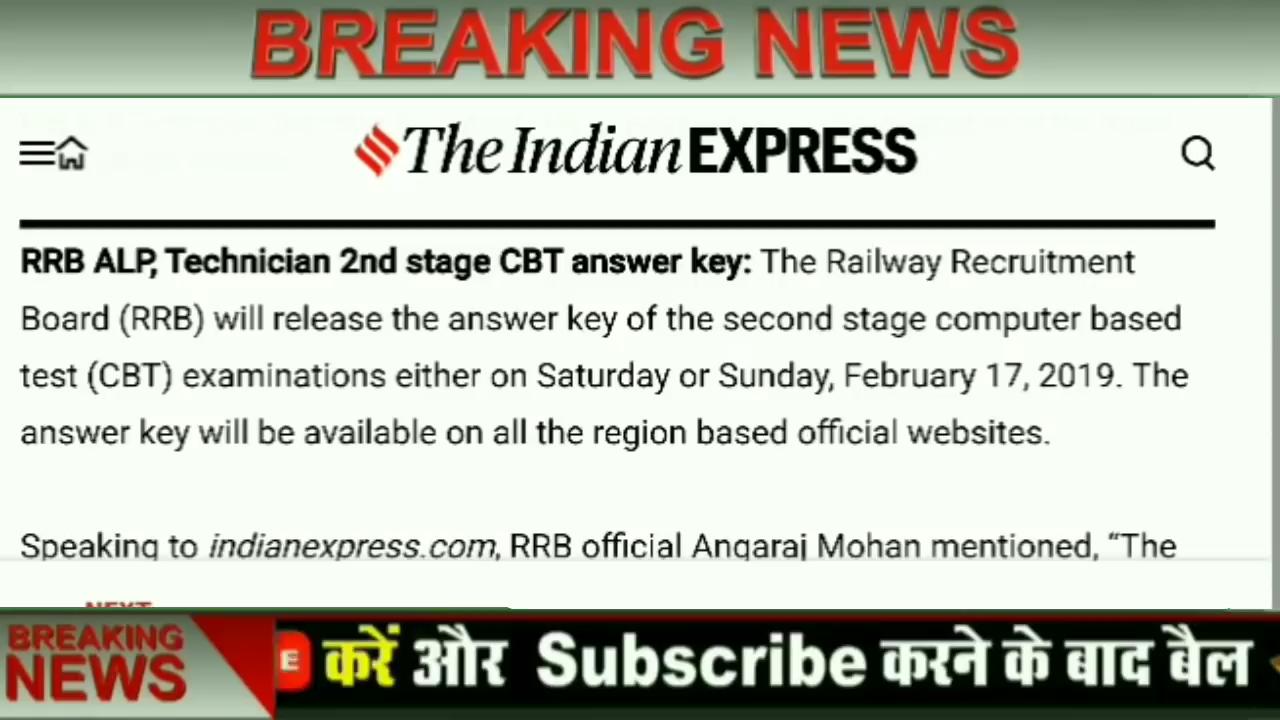 BREAKING NEWS
The Indian EXPRESS
RRB ALP, Technician 2nd stage CBT answer key: The Railway Recruitment
Board (RRB) will release the answer key of the second stage computer based
test (CBT) examinations either on Saturday or Sunday, February 17, 2019. The
answer key will be available on all the region based official websites.
Speaking to indianexpress.com, RRB official Angaraj Mohan mentioned, “The
NEXT
BREAKING
NEWS
E करें और Subscribe करने के बाद बैल